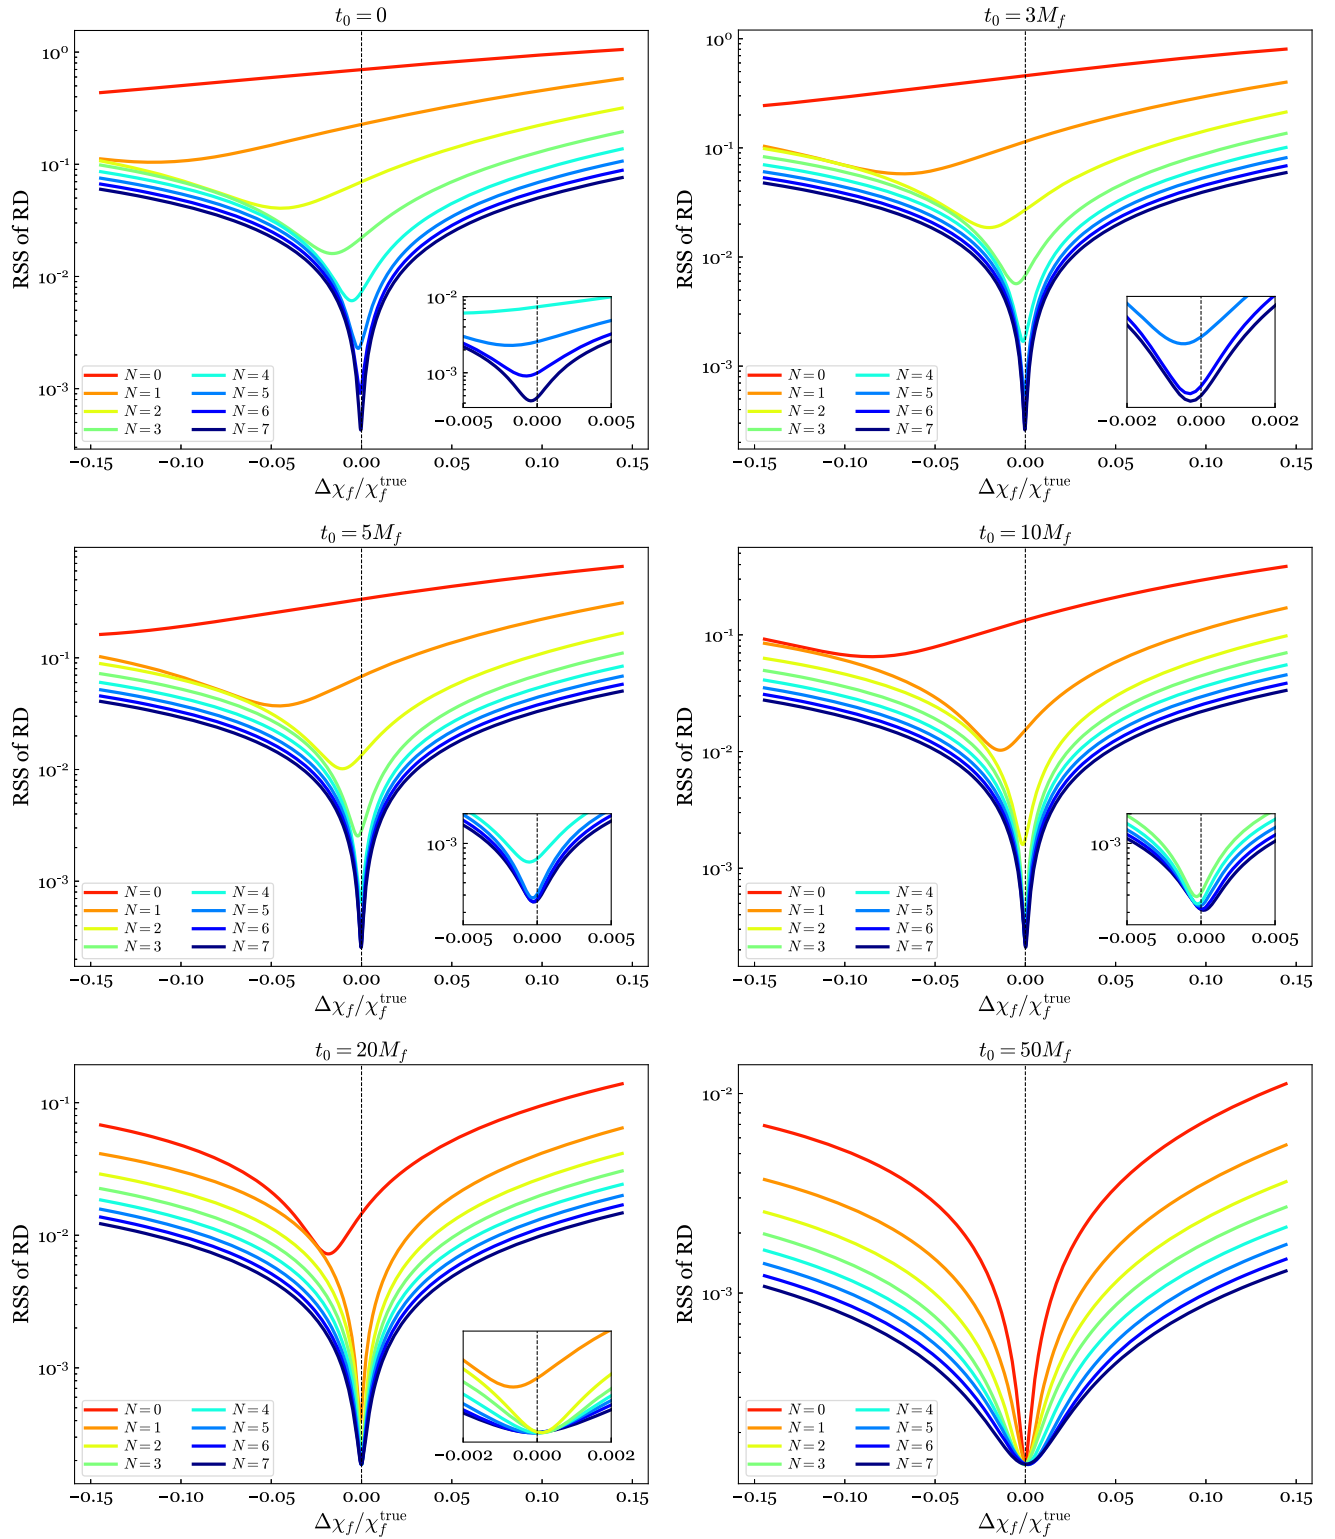 t₀ = 0
RSS of RD
10⁰
10⁻¹
10⁻²
10⁻³
10⁻²
10⁻³
−0.005 0.000 0.005
N = 0 N = 4
N = 1 N = 5
N = 2 N = 6
N = 3 N = 7
−0.15 −0.10 −0.05 0.00 0.05 0.10 0.15
Δχ_f/χ_f^true
t₀ = 3M_f
RSS of RD
10⁰
10⁻¹
10⁻²
10⁻³
−0.002 0.000 0.002
N = 0 N = 4
N = 1 N = 5
N = 2 N = 6
N = 3 N = 7
−0.15 −0.10 −0.05 0.00 0.05 0.10 0.15
Δχ_f/χ_f^true
t₀ = 5M_f
RSS of RD
10⁻¹
10⁻²
10⁻³
10⁻³
−0.005 0.000 0.005
N = 0 N = 4
N = 1 N = 5
N = 2 N = 6
N = 3 N = 7
−0.15 −0.10 −0.05 0.00 0.05 0.10 0.15
Δχ_f/χ_f^true
t₀ = 10M_f
RSS of RD
10⁻¹
10⁻²
10⁻³
10⁻³
−0.005 0.000 0.005
N = 0 N = 4
N = 1 N = 5
N = 2 N = 6
N = 3 N = 7
−0.15 −0.10 −0.05 0.00 0.05 0.10 0.15
Δχ_f/χ_f^true
t₀ = 20M_f
RSS of RD
10⁻¹
10⁻²
10⁻³
−0.002 0.000 0.002
N = 0 N = 4
N = 1 N = 5
N = 2 N = 6
N = 3 N = 7
−0.15 −0.10 −0.05 0.00 0.05 0.10 0.15
Δχ_f/χ_f^true
t₀ = 50M_f
RSS of RD
10⁻²
10⁻³
N = 0 N = 4
N = 1 N = 5
N = 2 N = 6
N = 3 N = 7
−0.15 −0.10 −0.05 0.00 0.05 0.10 0.15
Δχ_f/χ_f^true